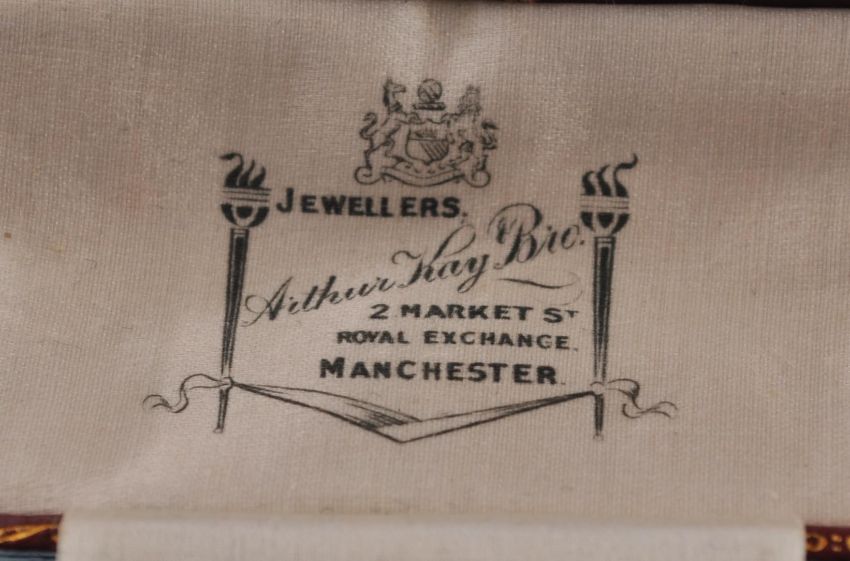 JEWELLERS.
Arthur Kay & Bro.
2 MARKET ST
ROYAL EXCHANGE.
MANCHESTER.